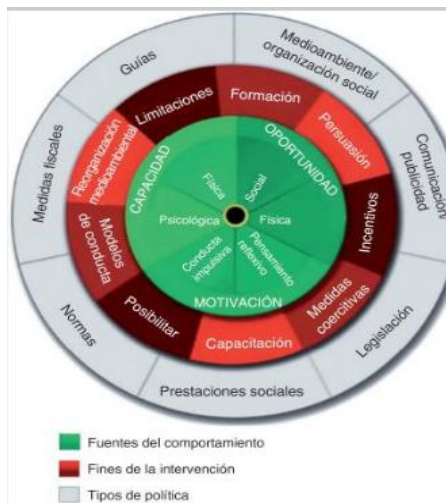 Guías
Medioambiente/
organización social
Comunicación/
publicidad
Legislación
Prestaciones sociales
Normas
Medidas fiscales
Limitaciones
Formación
Persuasión
Incentivos
Medidas
coercitivas
Capacitación
Posibilitar
Modelos
de conducta
Reorganización
medioambiental
CAPACIDAD
OPORTUNIDAD
MOTIVACIÓN
Física
Social
Psicológica
Física
Conducta
impulsiva
Pensamiento
reflexivo
Fuentes del comportamiento
Fines de la intervención
Tipos de política